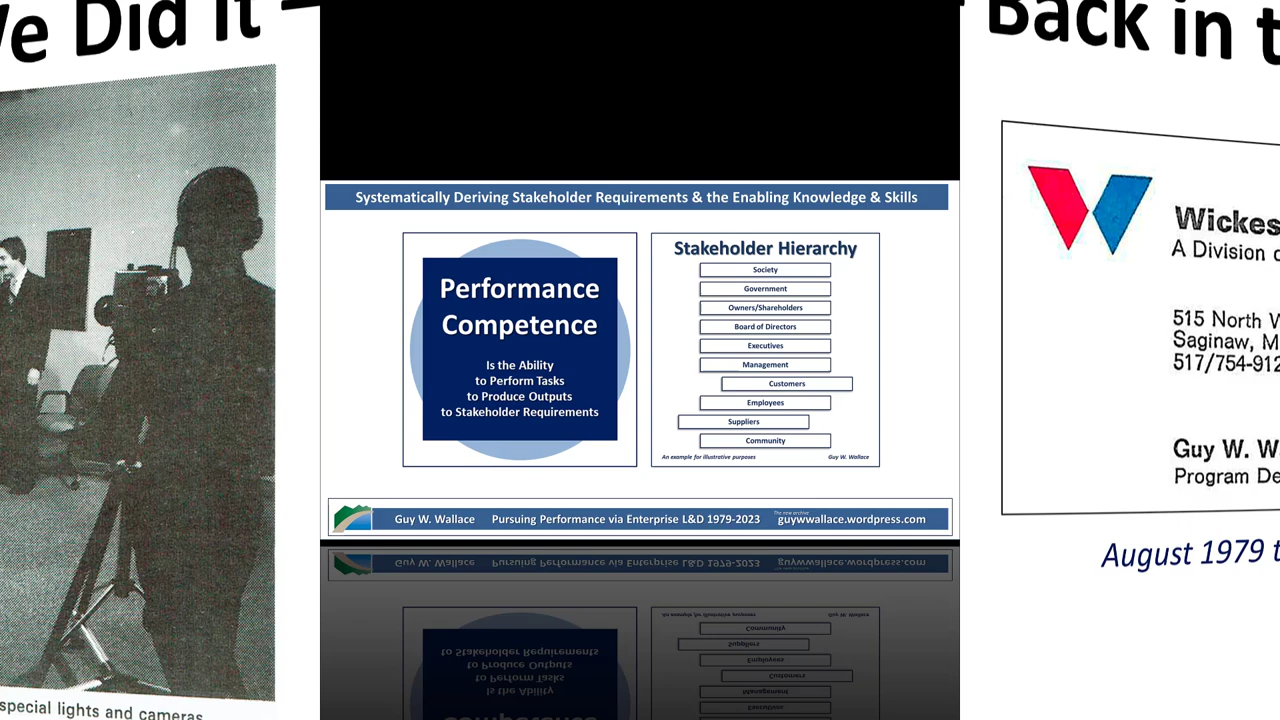 We Did it –
special lights and cameras
Systematically Deriving Stakeholder Requirements & the Enabling Knowledge & Skills
Performance
Competence
Is the Ability
to Perform Tasks
to Produce Outputs
to Stakeholder Requirements
Stakeholder Hierarchy
Society
Government
Owners/Shareholders
Board of Directors
Executives
Management
Customers
Employees
Suppliers
Community
An example for illustrative purposes
Guy W. Wallace
Guy W. Wallace
Pursuing Performance via Enterprise L&D 1979-2023
The new archive
guywwallace.wordpress.com
Back in t
Wickes
A Division o
515 North W
Saginaw, M
517/754-912
Guy W. Wa
Program De
August 1979 t